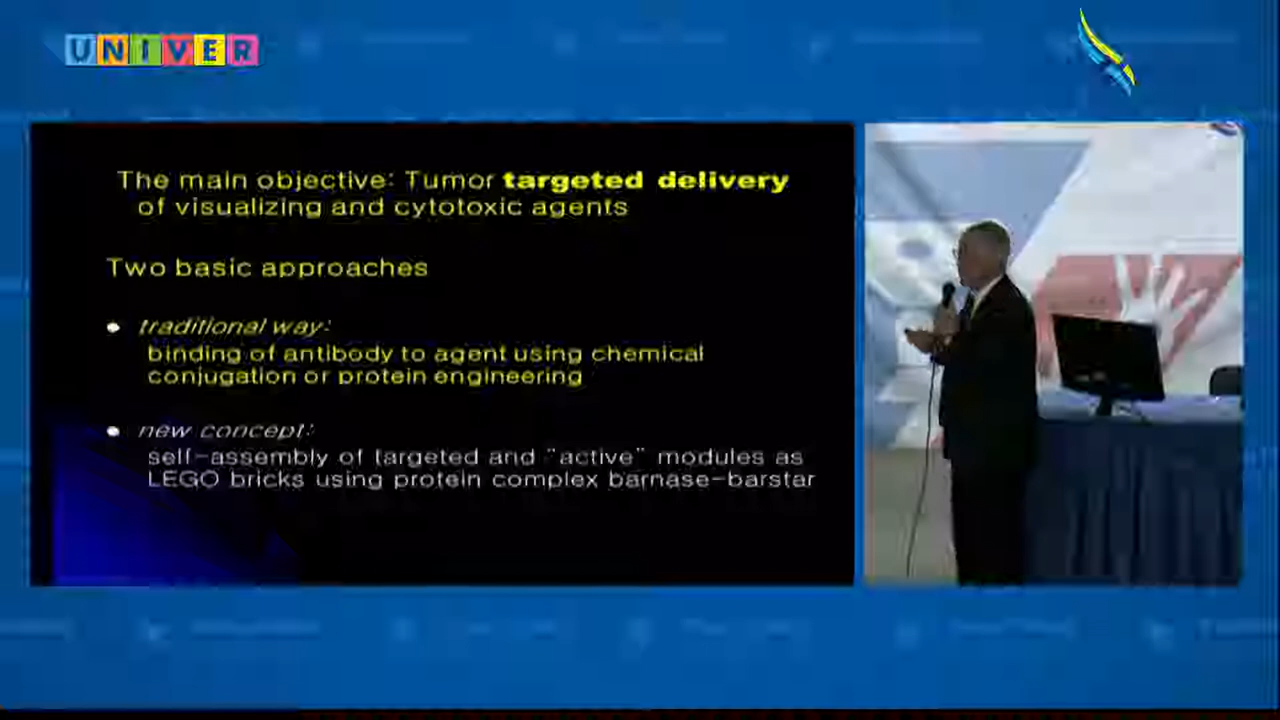 UNIVER
The main objective: Tumor targeted delivery
of visualizing and cytotoxic agents
Two basic approaches
traditional way:
binding of antibody to agent using chemical
conjugation or protein engineering
new concept:
self-assembly of targeted and "active" modules as
LEGO bricks using protein complex barnase-barstar